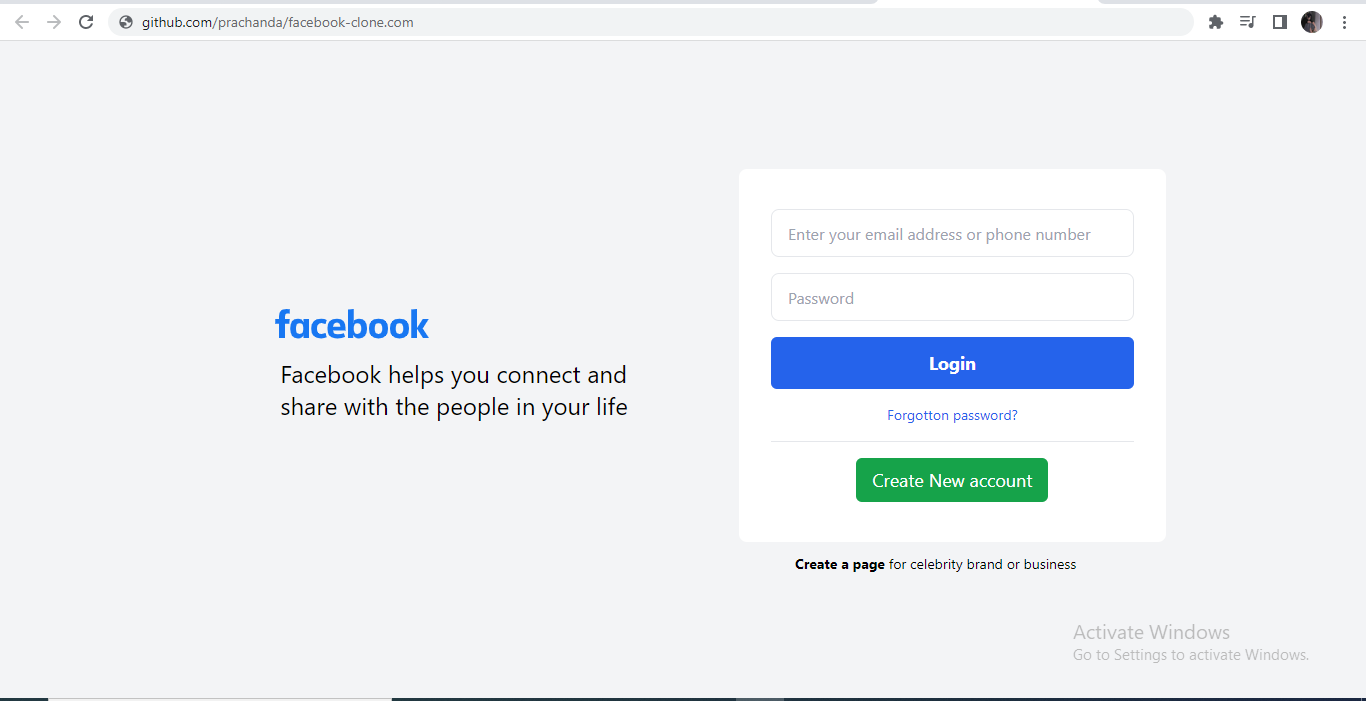 github.com/prachanda/facebook-clone.com
facebook
Facebook helps you connect and
share with the people in your life
Enter your email address or phone number
Password
Login
Forgotton password?
Create New account
Create a page for celebrity brand or business
Activate Windows
Go to Settings to activate Windows.